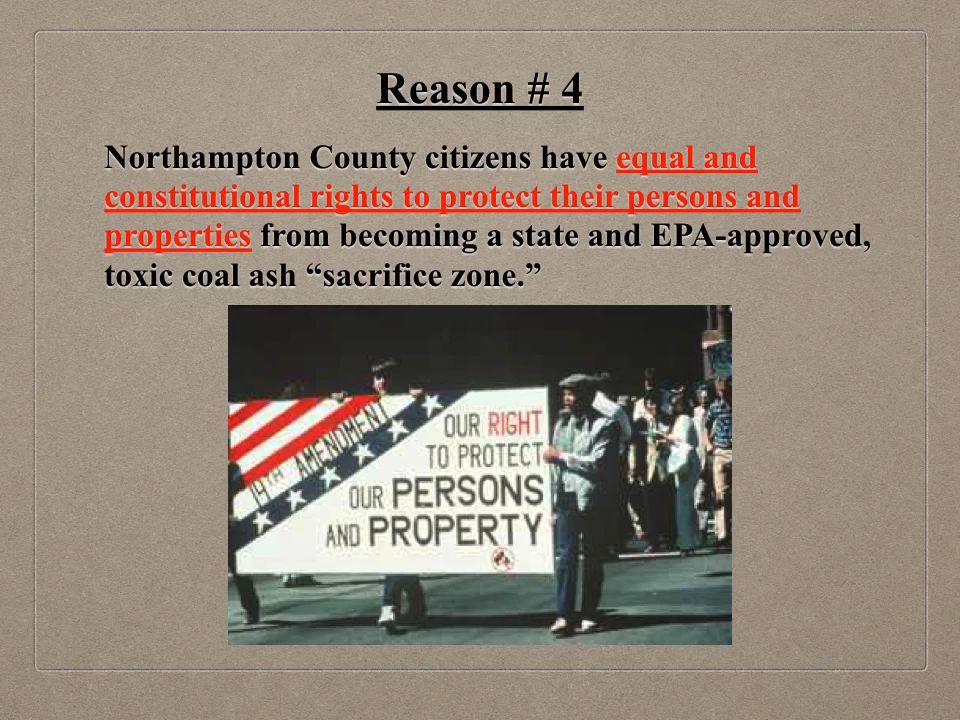 Reason # 4
Northampton County citizens have equal and
constitutional rights to protect their persons and
properties from becoming a state and EPA-approved,
toxic coal ash “sacrifice zone.”
14TH AMENDMENT
OUR RIGHT
TO PROTECT
OUR PERSONS
AND PROPERTY